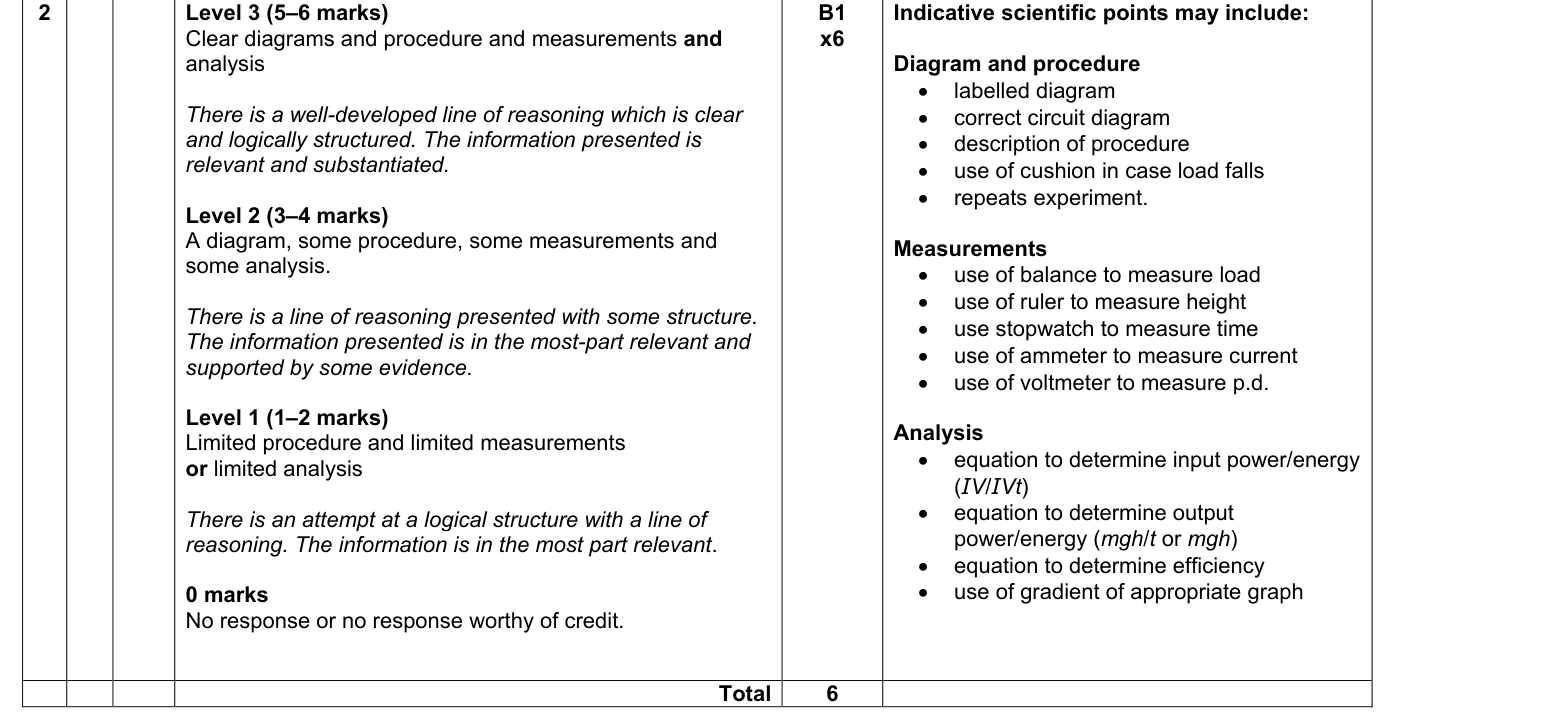 2
Level 3 (5–6 marks)
Clear diagrams and procedure and measurements and
analysis
There is a well-developed line of reasoning which is clear
and logically structured. The information presented is
relevant and substantiated.
Level 2 (3–4 marks)
A diagram, some procedure, some measurements and
some analysis.
There is a line of reasoning presented with some structure.
The information presented is in the most-part relevant and
supported by some evidence.
Level 1 (1–2 marks)
Limited procedure and limited measurements
or limited analysis
There is an attempt at a logical structure with a line of
reasoning. The information is in the most part relevant.
0 marks
No response or no response worthy of credit.
B1
x6
Indicative scientific points may include:
Diagram and procedure
• labelled diagram
• correct circuit diagram
• description of procedure
• use of cushion in case load falls
• repeats experiment.
Measurements
• use of balance to measure load
• use of ruler to measure height
• use stopwatch to measure time
• use of ammeter to measure current
• use of voltmeter to measure p.d.
Analysis
• equation to determine input power/energy
(IV/IVt)
• equation to determine output
power/energy (mgh/t or mgh)
• equation to determine efficiency
• use of gradient of appropriate graph
Total 6